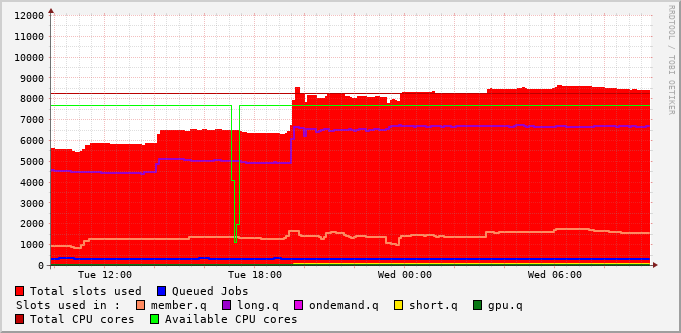 RRDTOOL / TOBI OETIKER
12000
11000
10000
9000
8000
7000
6000
5000
4000
3000
2000
1000
0
Tue 12:00 Tue 18:00 Wed 00:00 Wed 06:00
Total slots used Queued Jobs
Slots used in : member.q long.q ondemand.q short.q gpu.q
Total CPU cores Available CPU cores